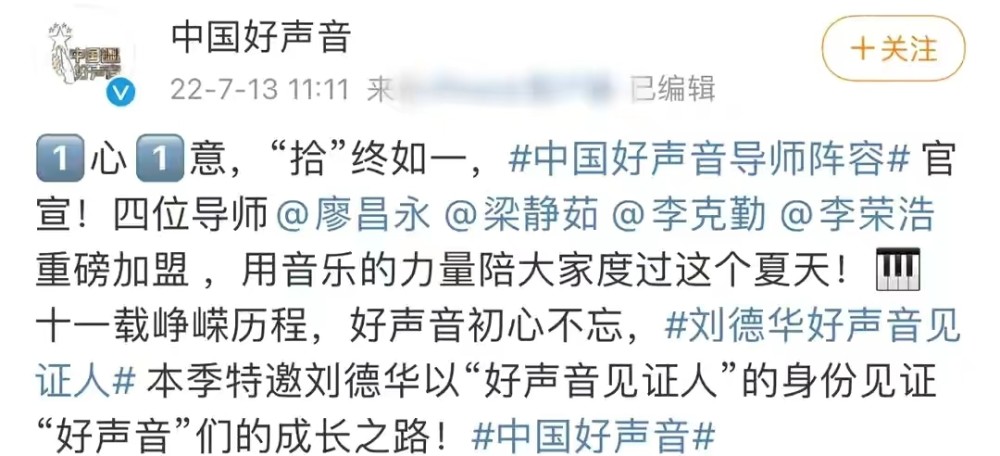 中国好声音
中国好声音
+关注
22-7-13 11:11 来 已编辑
1心1意，“拾”终如一，#中国好声音导师阵容# 官
宣！四位导师@廖昌永 @梁静茹 @李克勤 @李荣浩
重磅加盟，用音乐的力量陪大家度过这个夏天！
十一载峥嵘历程，好声音初心不忘，#刘德华好声音见
证人# 本季特邀刘德华以“好声音见证人”的身份见证
“好声音”们的成长之路！#中国好声音#